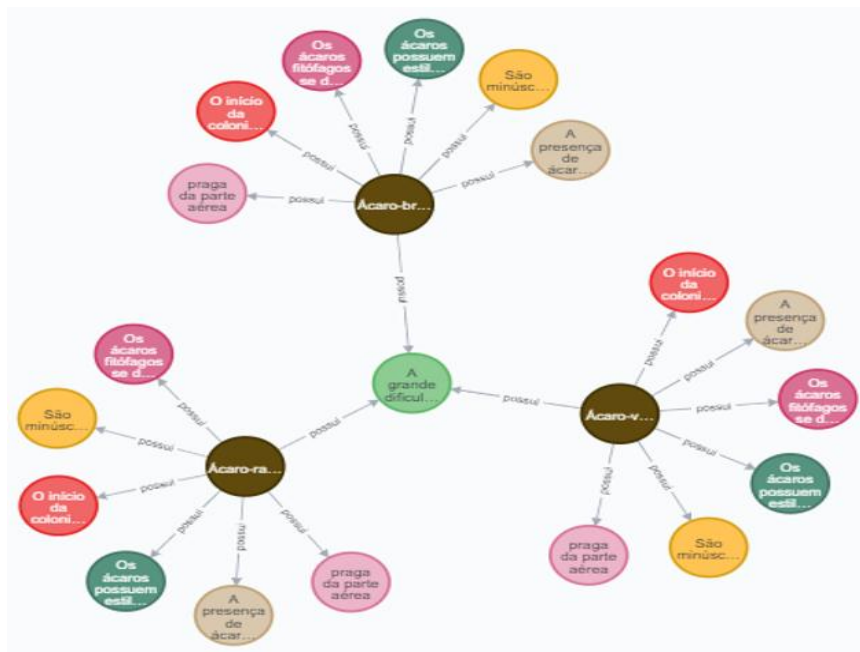 Os
ácaros
fitófagos
se d...
Os
ácaros
possuem
estil...
São
minúsc...
O início
da
coloni...
A
presença
de
ácar...
praga
da parte
aérea
possui
possui
possui
possui
possui
possui
Ácaro-br...
possui
A
grande
dificul...
O início
da
coloni...
A
presença
de
ácar...
Os
ácaros
fitófagos
se d...
Os
ácaros
possuem
estil...
São
minúsc...
praga
da parte
aérea
possui
possui
possui
possui
possui
possui
possui
Ácaro-v...
Os
ácaros
fitófagos
se d...
São
minúsc...
O início
da
coloni...
Os
ácaros
possuem
estil...
A
presença
de
ácar...
praga
da parte
aérea
possui
possui
possui
possui
possui
possui
possui
Ácaro-ra...